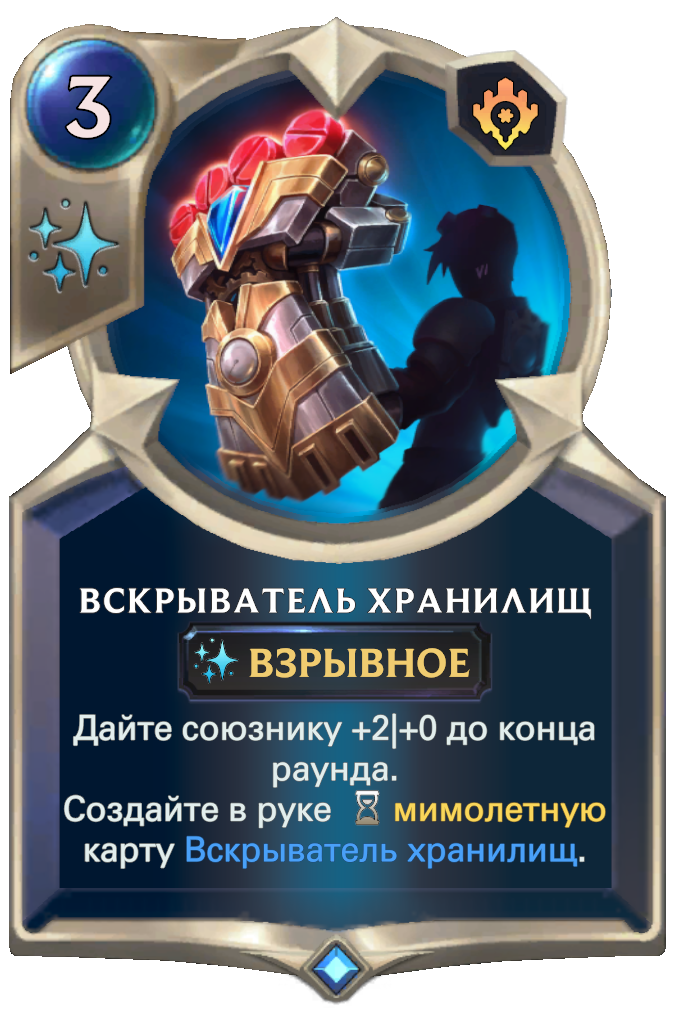 3
ВСКРЫВАТЕЛЬ ХРАНИЛИЩ
ВЗРЫВНОЕ
Дайте союзнику +2|+0 до конца
раунда.
Создайте в руке мимолетную
карту Вскрыватель хранилищ.